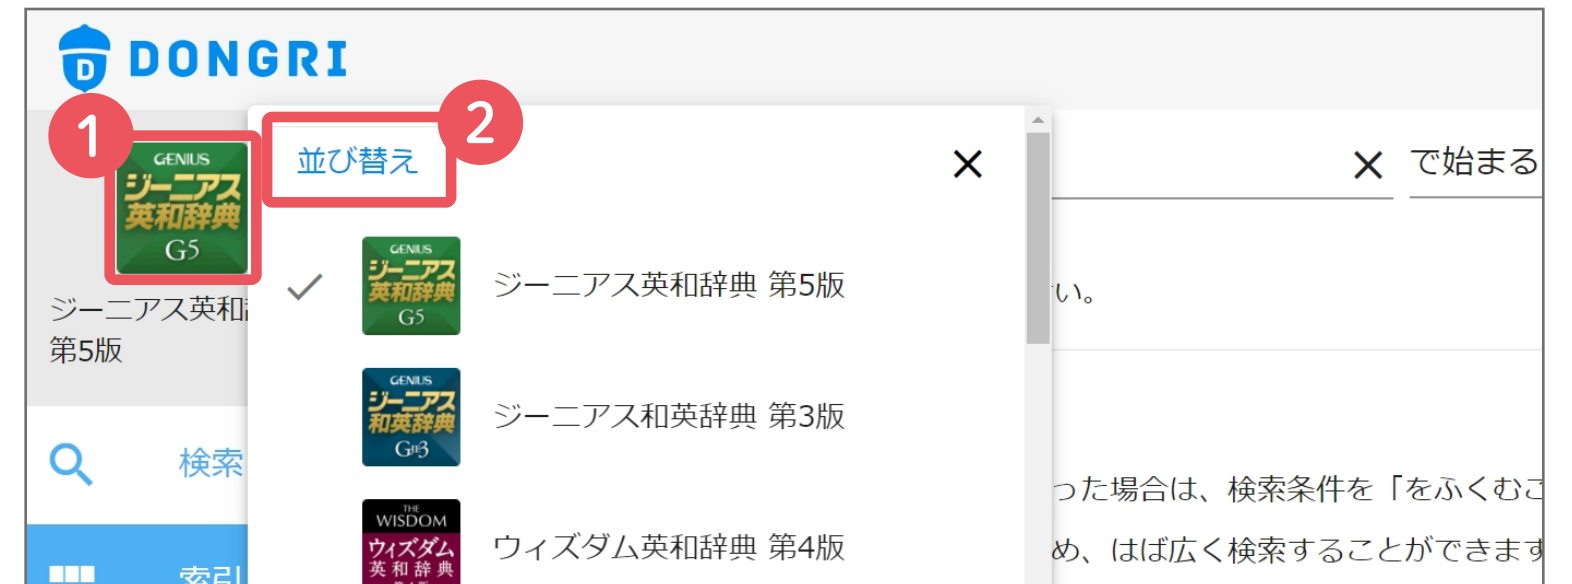 DONGRI
1
2
GENIUS
ジーニアス
英和辞典
G5
並び替え
で始まる
ジーニアス英和
第5版
GENIUS
ジーニアス
英和辞典
G5
ジーニアス英和辞典 第5版
い。
GENIUS
ジーニアス
和英辞典
GJE3
ジーニアス和英辞典 第3版
検索
った場合は、検索条件を「をふくむこ
THE
WISDOM
ウィズダム
英和辞典
ウィズダム英和辞典 第4版
め、はば広く検索することができます
索引